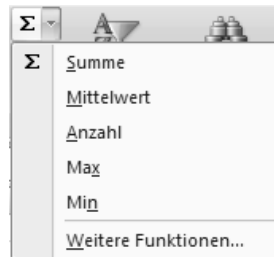 Σ
Σ Summe
Mittelwert
Anzahl
Max
Min
Weitere Funktionen...